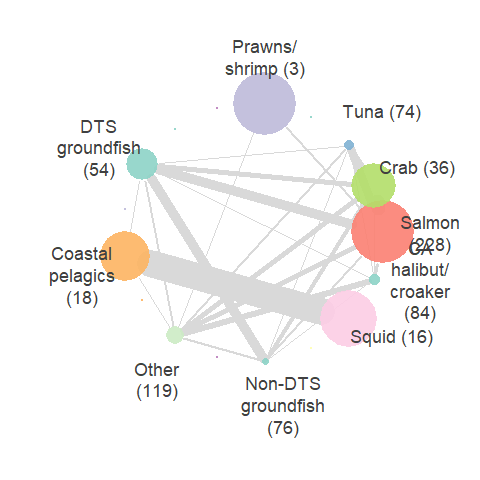 Prawns/
shrimp (3)
Tuna (74)
DTS
groundfish
(54)
Crab (36)
Salmon
(228)
CA
halibut/
croaker
(84)
Coastal
pelagics
(18)
Squid (16)
Other
(119)
Non-DTS
groundfish
(76)